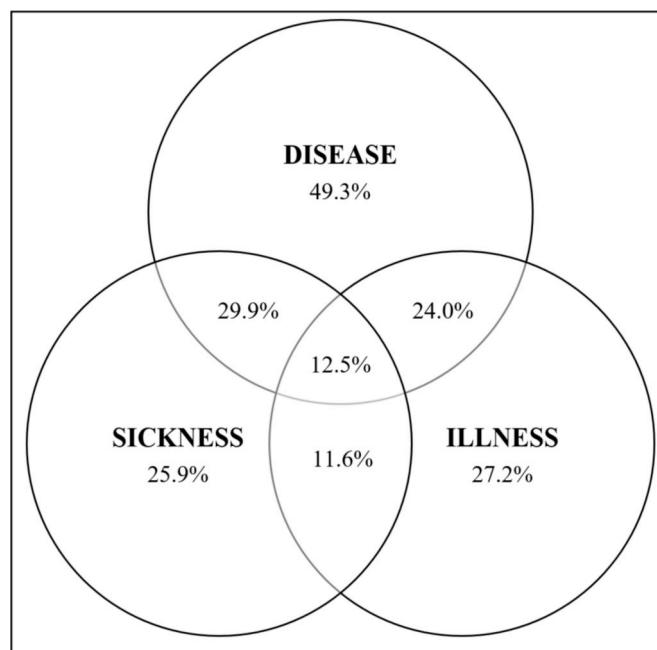 DISEASE
49.3%
29.9%
24.0%
12.5%
SICKNESS
25.9%
11.6%
ILLNESS
27.2%